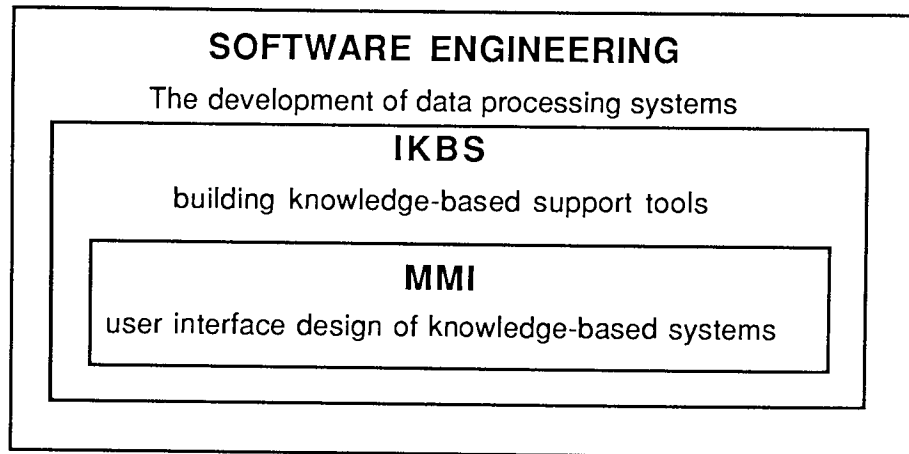 SOFTWARE ENGINEERING
The development of data processing systems
IKBS
building knowledge-based support tools
MMI
user interface design of knowledge-based systems